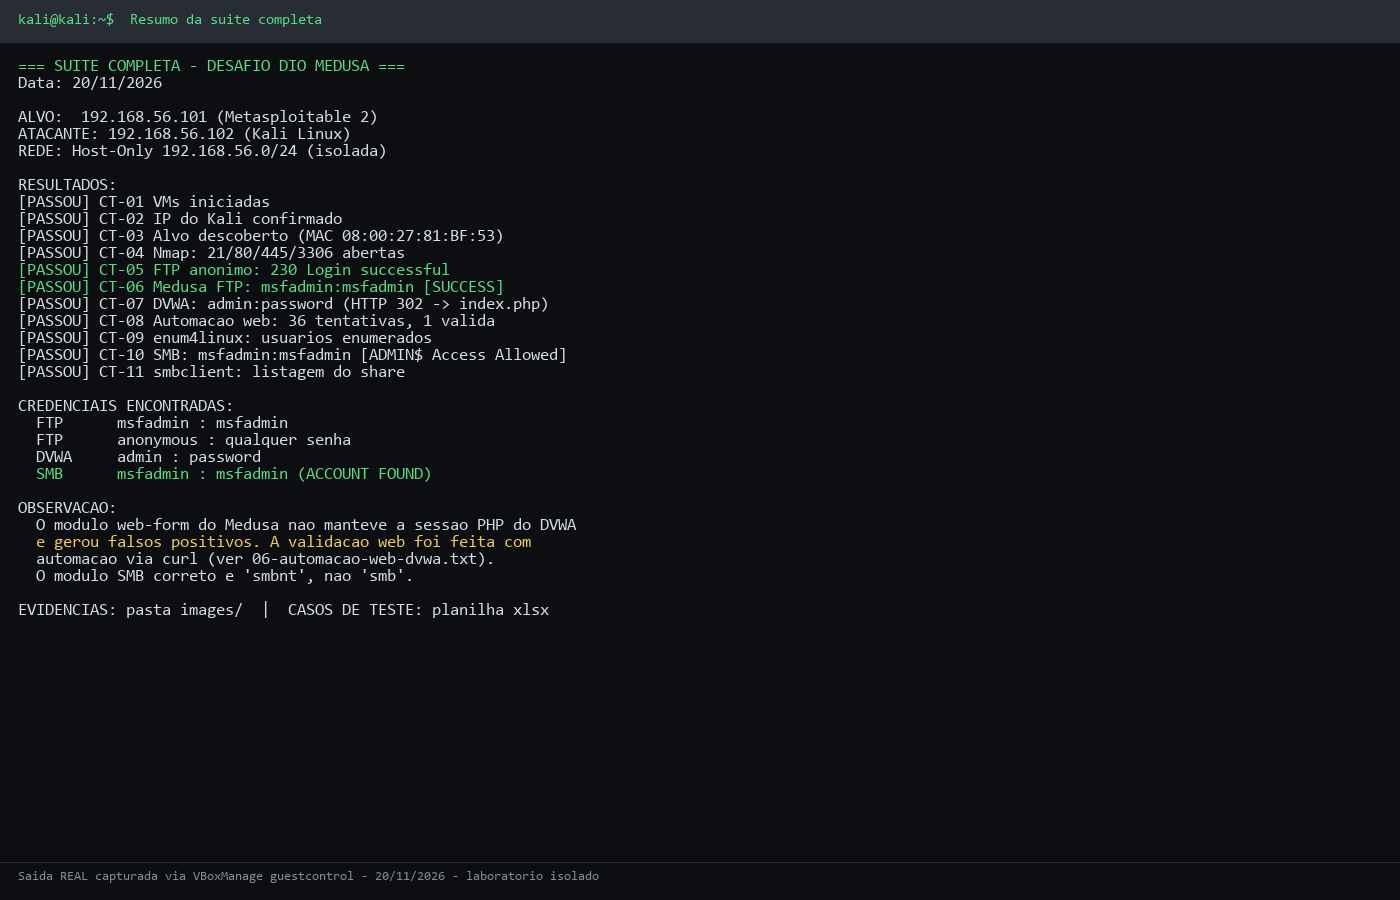 kali@kali:~$  Resumo da suite completa
=== SUITE COMPLETA - DESAFIO DIO MEDUSA ===
Data: 20/11/2026
ALVO:  192.168.56.101 (Metasploitable 2)
ATACANTE: 192.168.56.102 (Kali Linux)
REDE: Host-Only 192.168.56.0/24 (isolada)
RESULTADOS:
[PASSOU] CT-01 VMs iniciadas
[PASSOU] CT-02 IP do Kali confirmado
[PASSOU] CT-03 Alvo descoberto (MAC 08:00:27:81:BF:53)
[PASSOU] CT-04 Nmap: 21/80/445/3306 abertas
[PASSOU] CT-05 FTP anonimo: 230 Login successful
[PASSOU] CT-06 Medusa FTP: msfadmin:msfadmin [SUCCESS]
[PASSOU] CT-07 DVWA: admin:password (HTTP 302 -> index.php)
[PASSOU] CT-08 Automacao web: 36 tentativas, 1 valida
[PASSOU] CT-09 enum4linux: usuarios enumerados
[PASSOU] CT-10 SMB: msfadmin:msfadmin [ADMIN$ Access Allowed]
[PASSOU] CT-11 smbclient: listagem do share
CREDENCIAIS ENCONTRADAS:
  FTP      msfadmin : msfadmin
  FTP      anonymous : qualquer senha
  DVWA     admin : password
  SMB      msfadmin : msfadmin (ACCOUNT FOUND)
OBSERVACAO:
  O modulo web-form do Medusa nao manteve a sessao PHP do DVWA
  e gerou falsos positivos. A validacao web foi feita com
  automacao via curl (ver 06-automacao-web-dvwa.txt).
  O modulo SMB correto e 'smbnt', nao 'smb'.
EVIDENCIAS: pasta images/  |  CASOS DE TESTE: planilha xlsx
Saida REAL capturada via VBoxManage guestcontrol - 20/11/2026 - laboratorio isolado